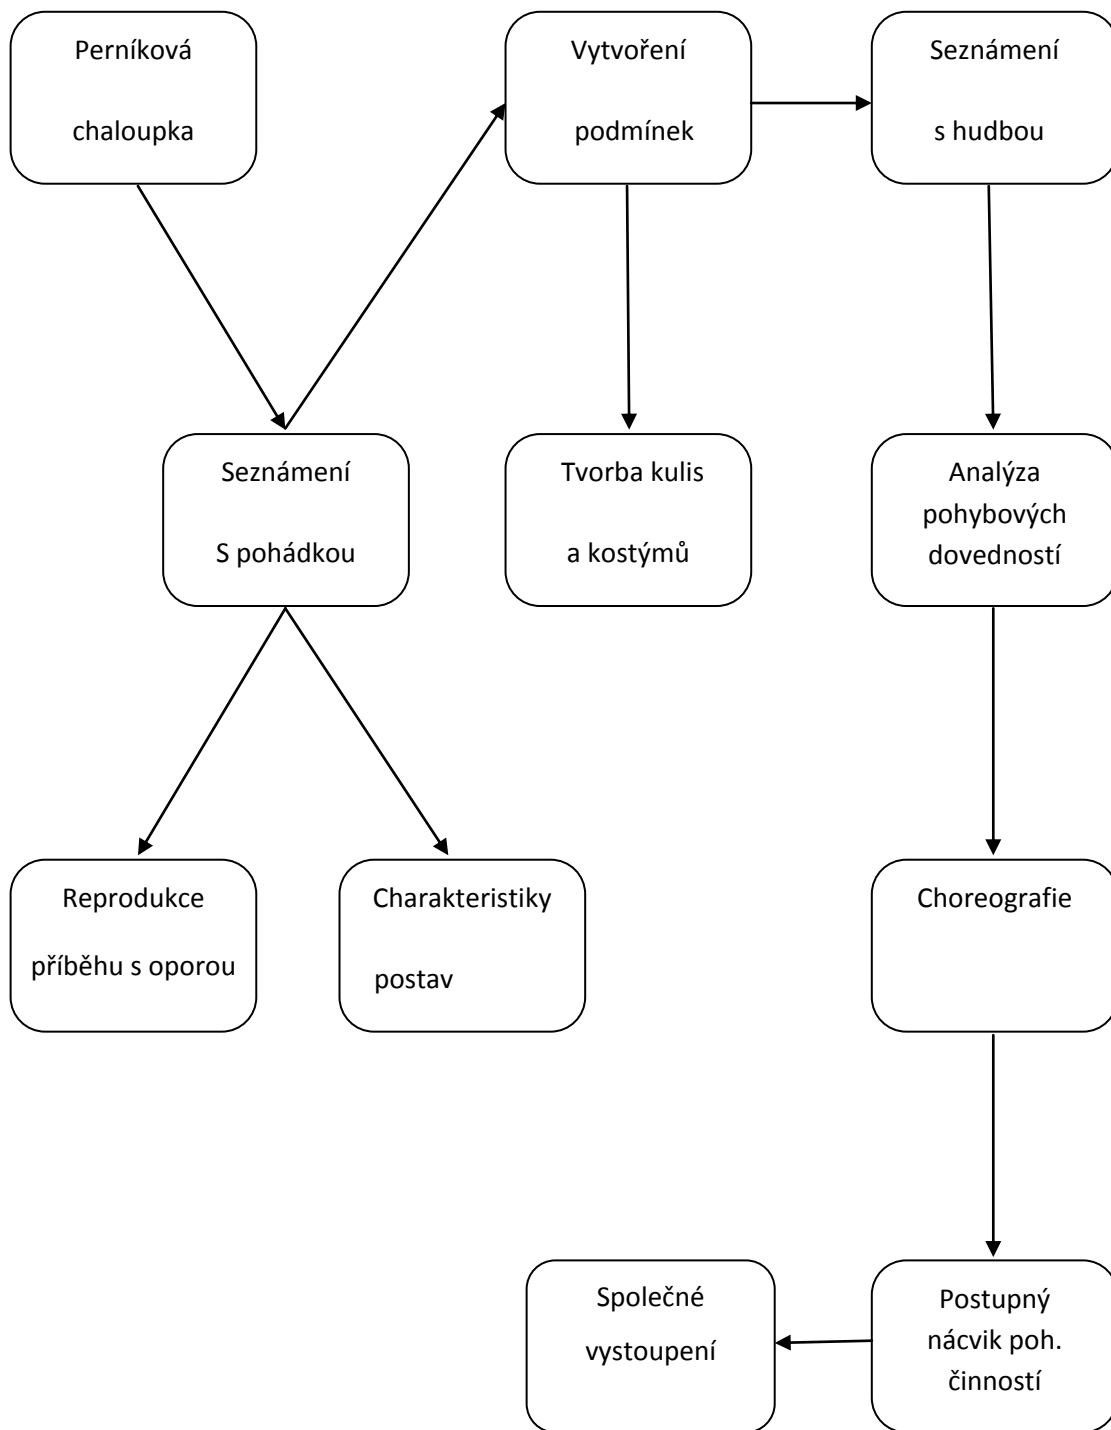 Perníková
chaloupka
Vytvoření
podmínek
Seznámení
s hudbou
Seznámení
S pohádkou
Tvorba kulis
a kostýmů
Analýza
pohybových
dovedností
Reprodukce
příběhu s oporou
Charakteristiky
postav
Choreografie
Společné
vystoupení
Postupný
nácvik poh.
činností